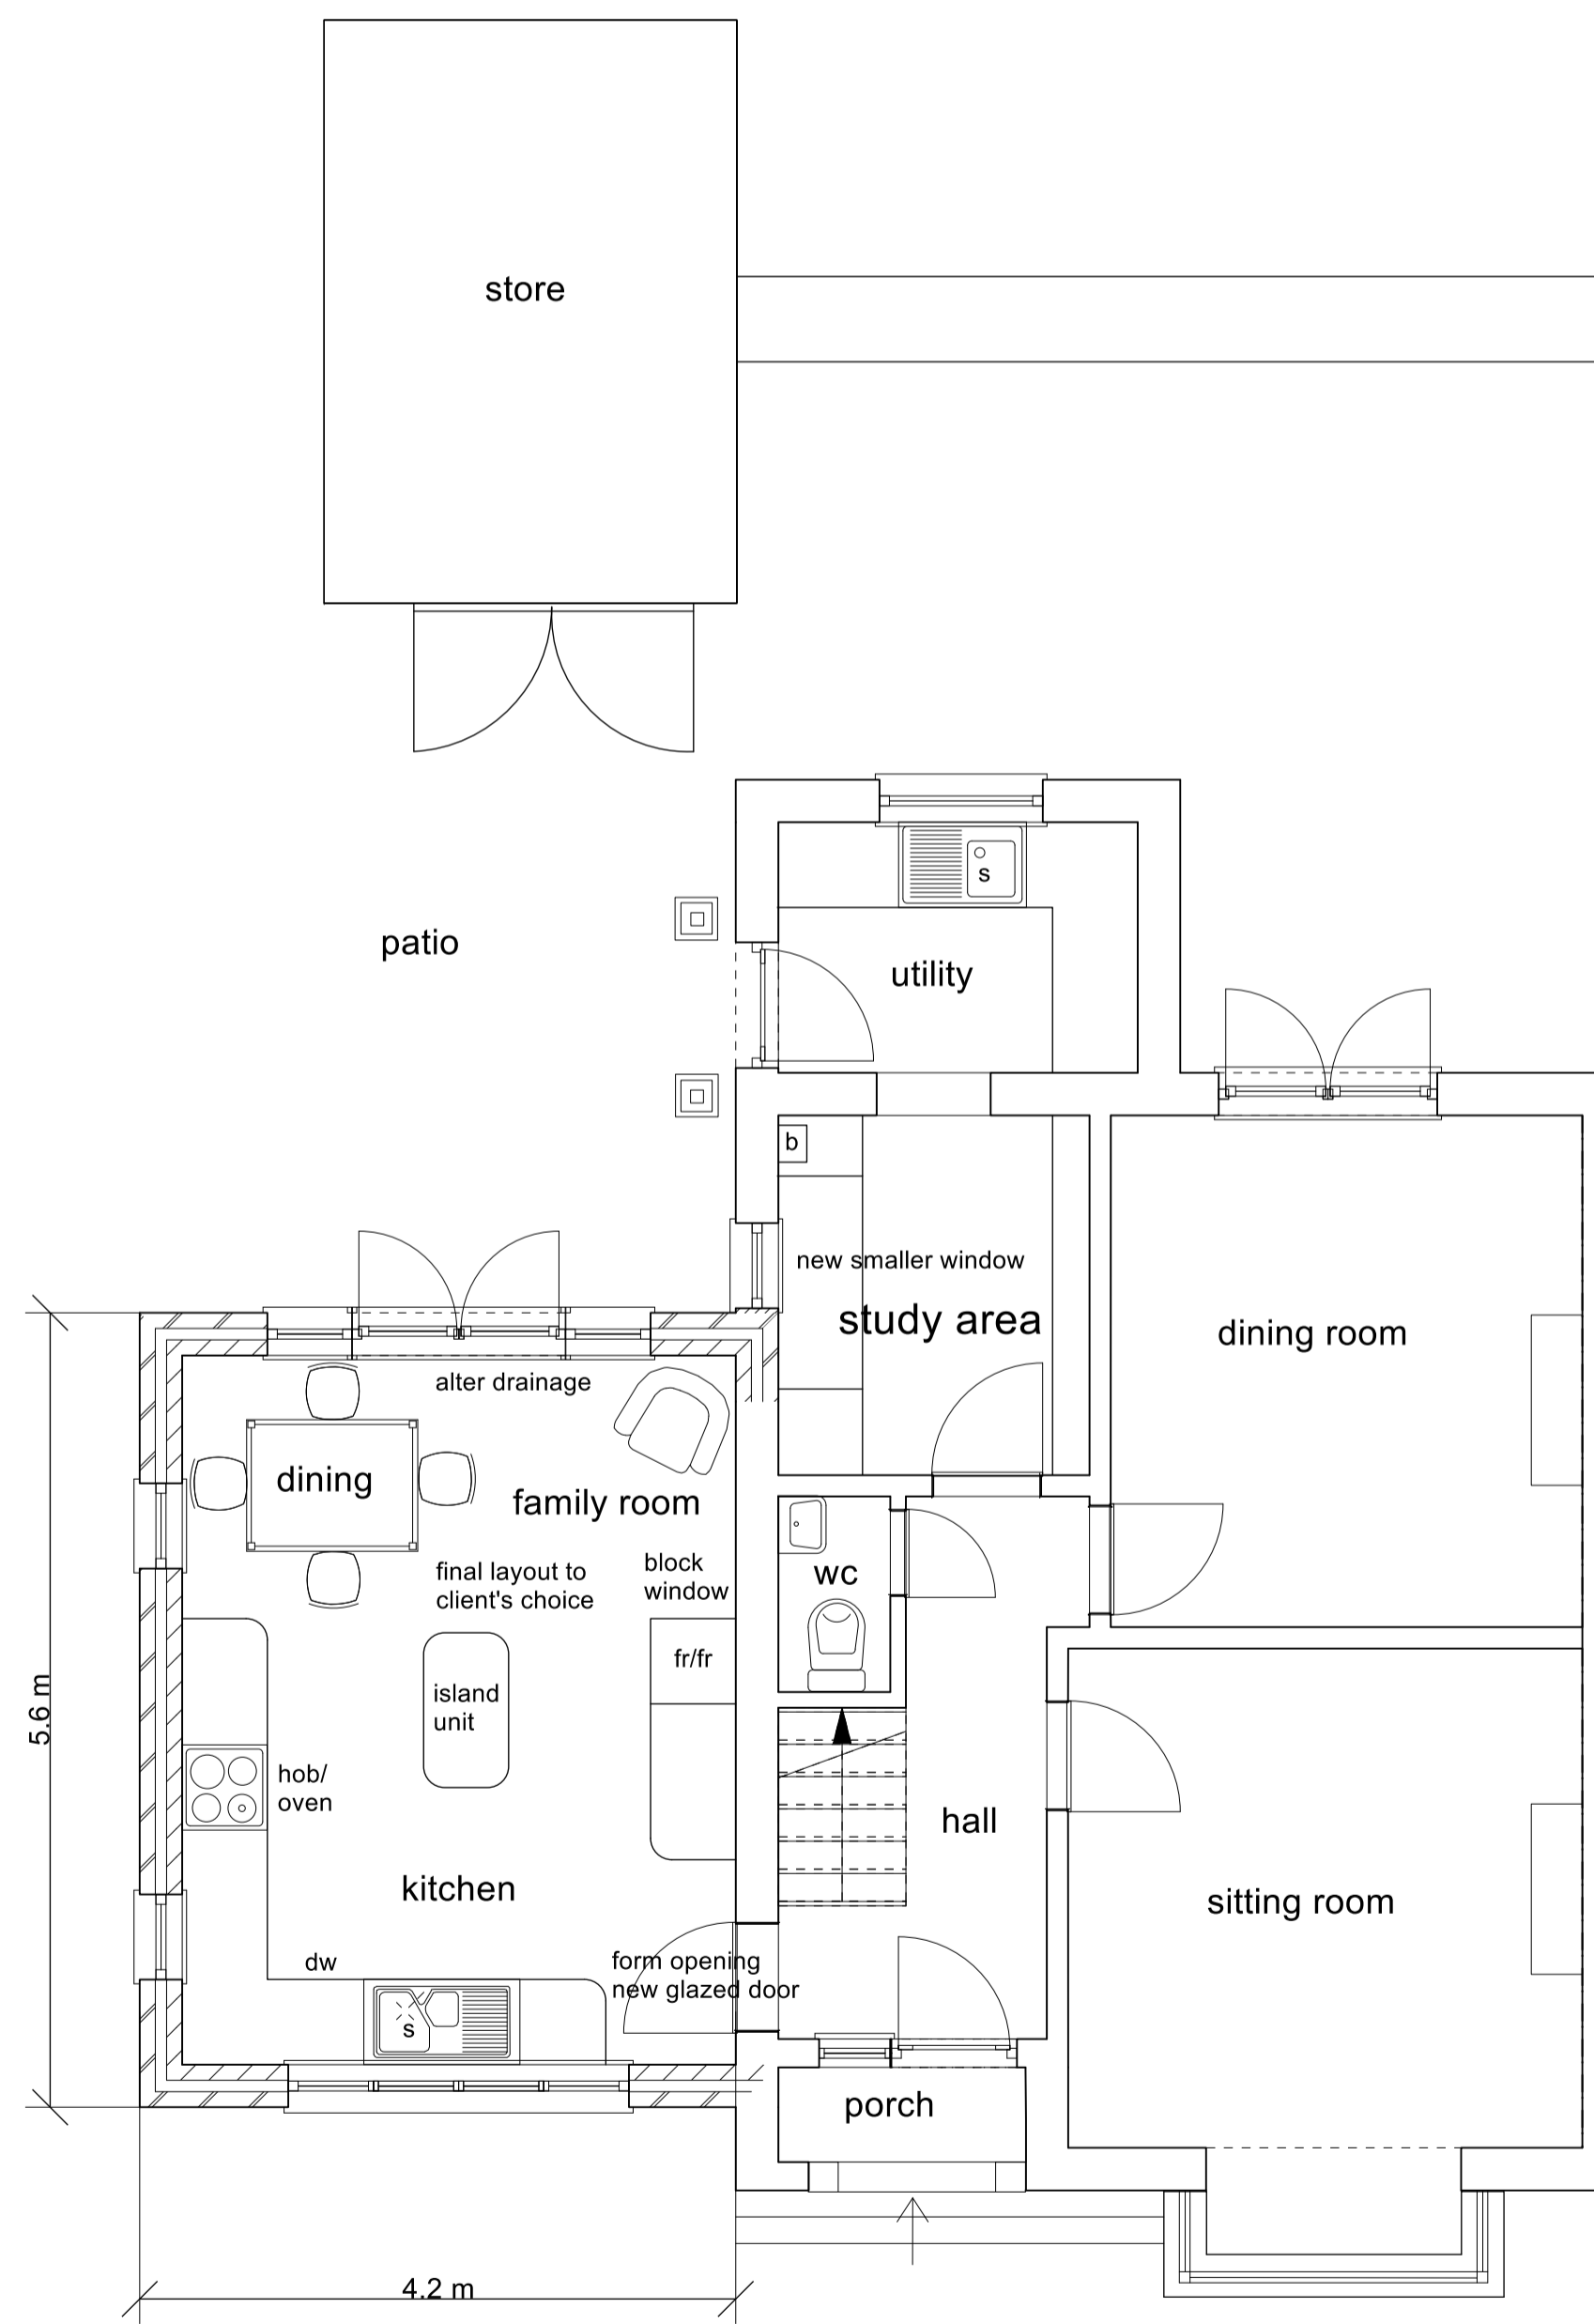 store
s
patio
utility
b
new smaller window
study area
dining room
alter drainage
dining
family room
final layout to
client's choice
block
window
wc
fr/fr
island
unit
5.6 m
hob/
oven
hall
kitchen
sitting room
dw
form opening
new glazed door
s
porch
4.2 m